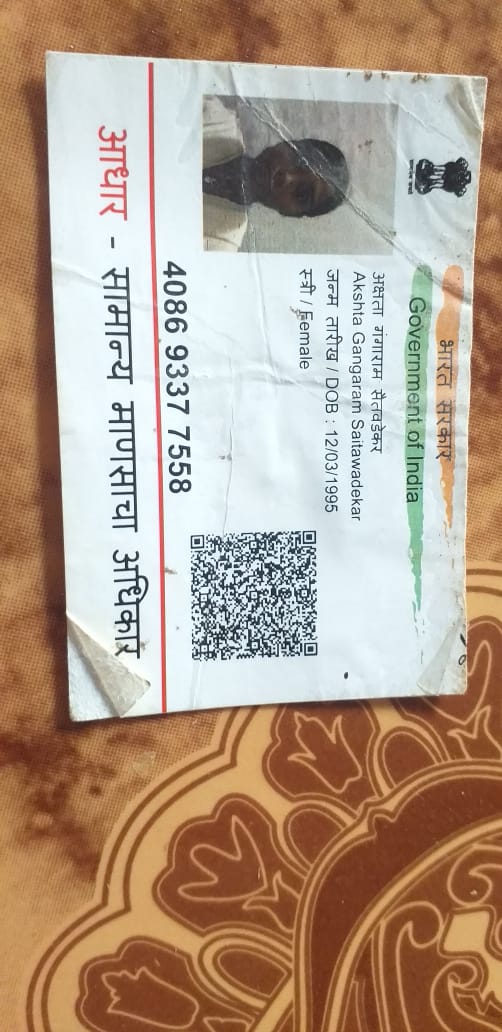 भारत सरकार
Government of India
अक्षता गंगाराम सैतवडेकर
Akshta Gangaram Saitawadekar
जन्म तारीख / DOB : 12/03/1995
स्त्री / Female
4086 9337 7558
आधार - सामान्य माणसाचा अधिकार